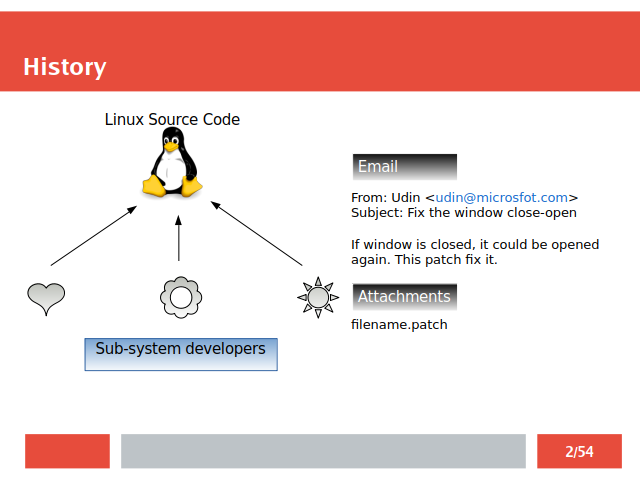 History
Linux Source Code
Email
From: Udin <udin@microsfot.com>
Subject: Fix the window close-open
If window is closed, it could be opened
again. This patch fix it.
Attachments
filename.patch
Sub-system developers
2/54